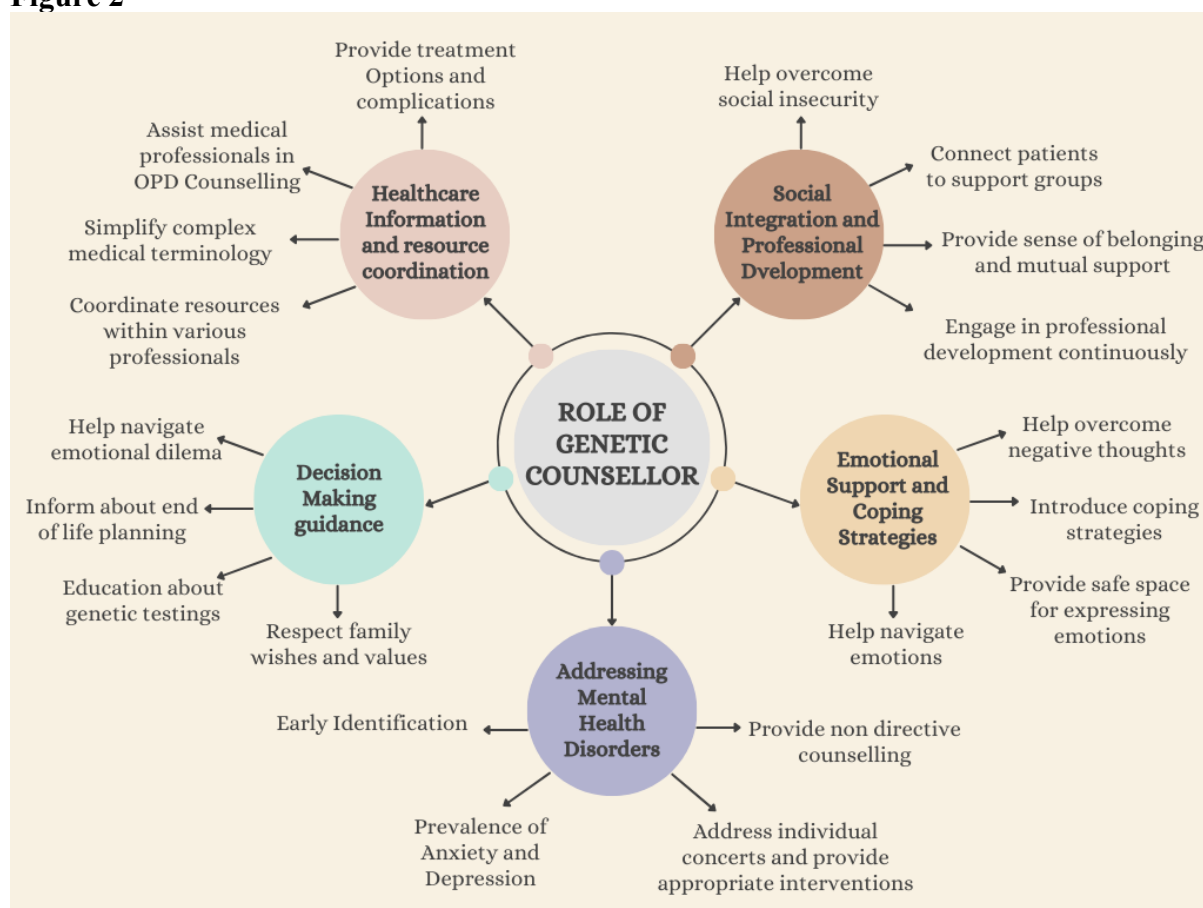 Figure 2
Provide treatment
Options and
complications
Assist medical
professionals in
OPD Counselling
Simplify complex
medical terminology
Coordinate resources
within various
professionals
Healthcare
Information
and resource
coordination
Help overcome
social insecurity
Connect patients
to support groups
Provide sense of belonging
and mutual support
Engage in professional
development continuously
Social
Integration and
Professional
Dvelopment
ROLE OF
GENETIC
COUNSELLOR
Help navigate
emotional dilema
Inform about end
of life planning
Education about
genetic testings
Respect family
wishes and values
Decision
Making
guidance
Emotional
Support and
Coping
Strategies
Help overcome
negative thoughts
Introduce coping
strategies
Provide safe space
for expressing
emotions
Help navigate
emotions
Addressing
Mental
Health
Disorders
Early Identification
Prevalence of
Anxiety and
Depression
Provide non directive
counselling
Address individual
concerts and provide
appropriate interventions